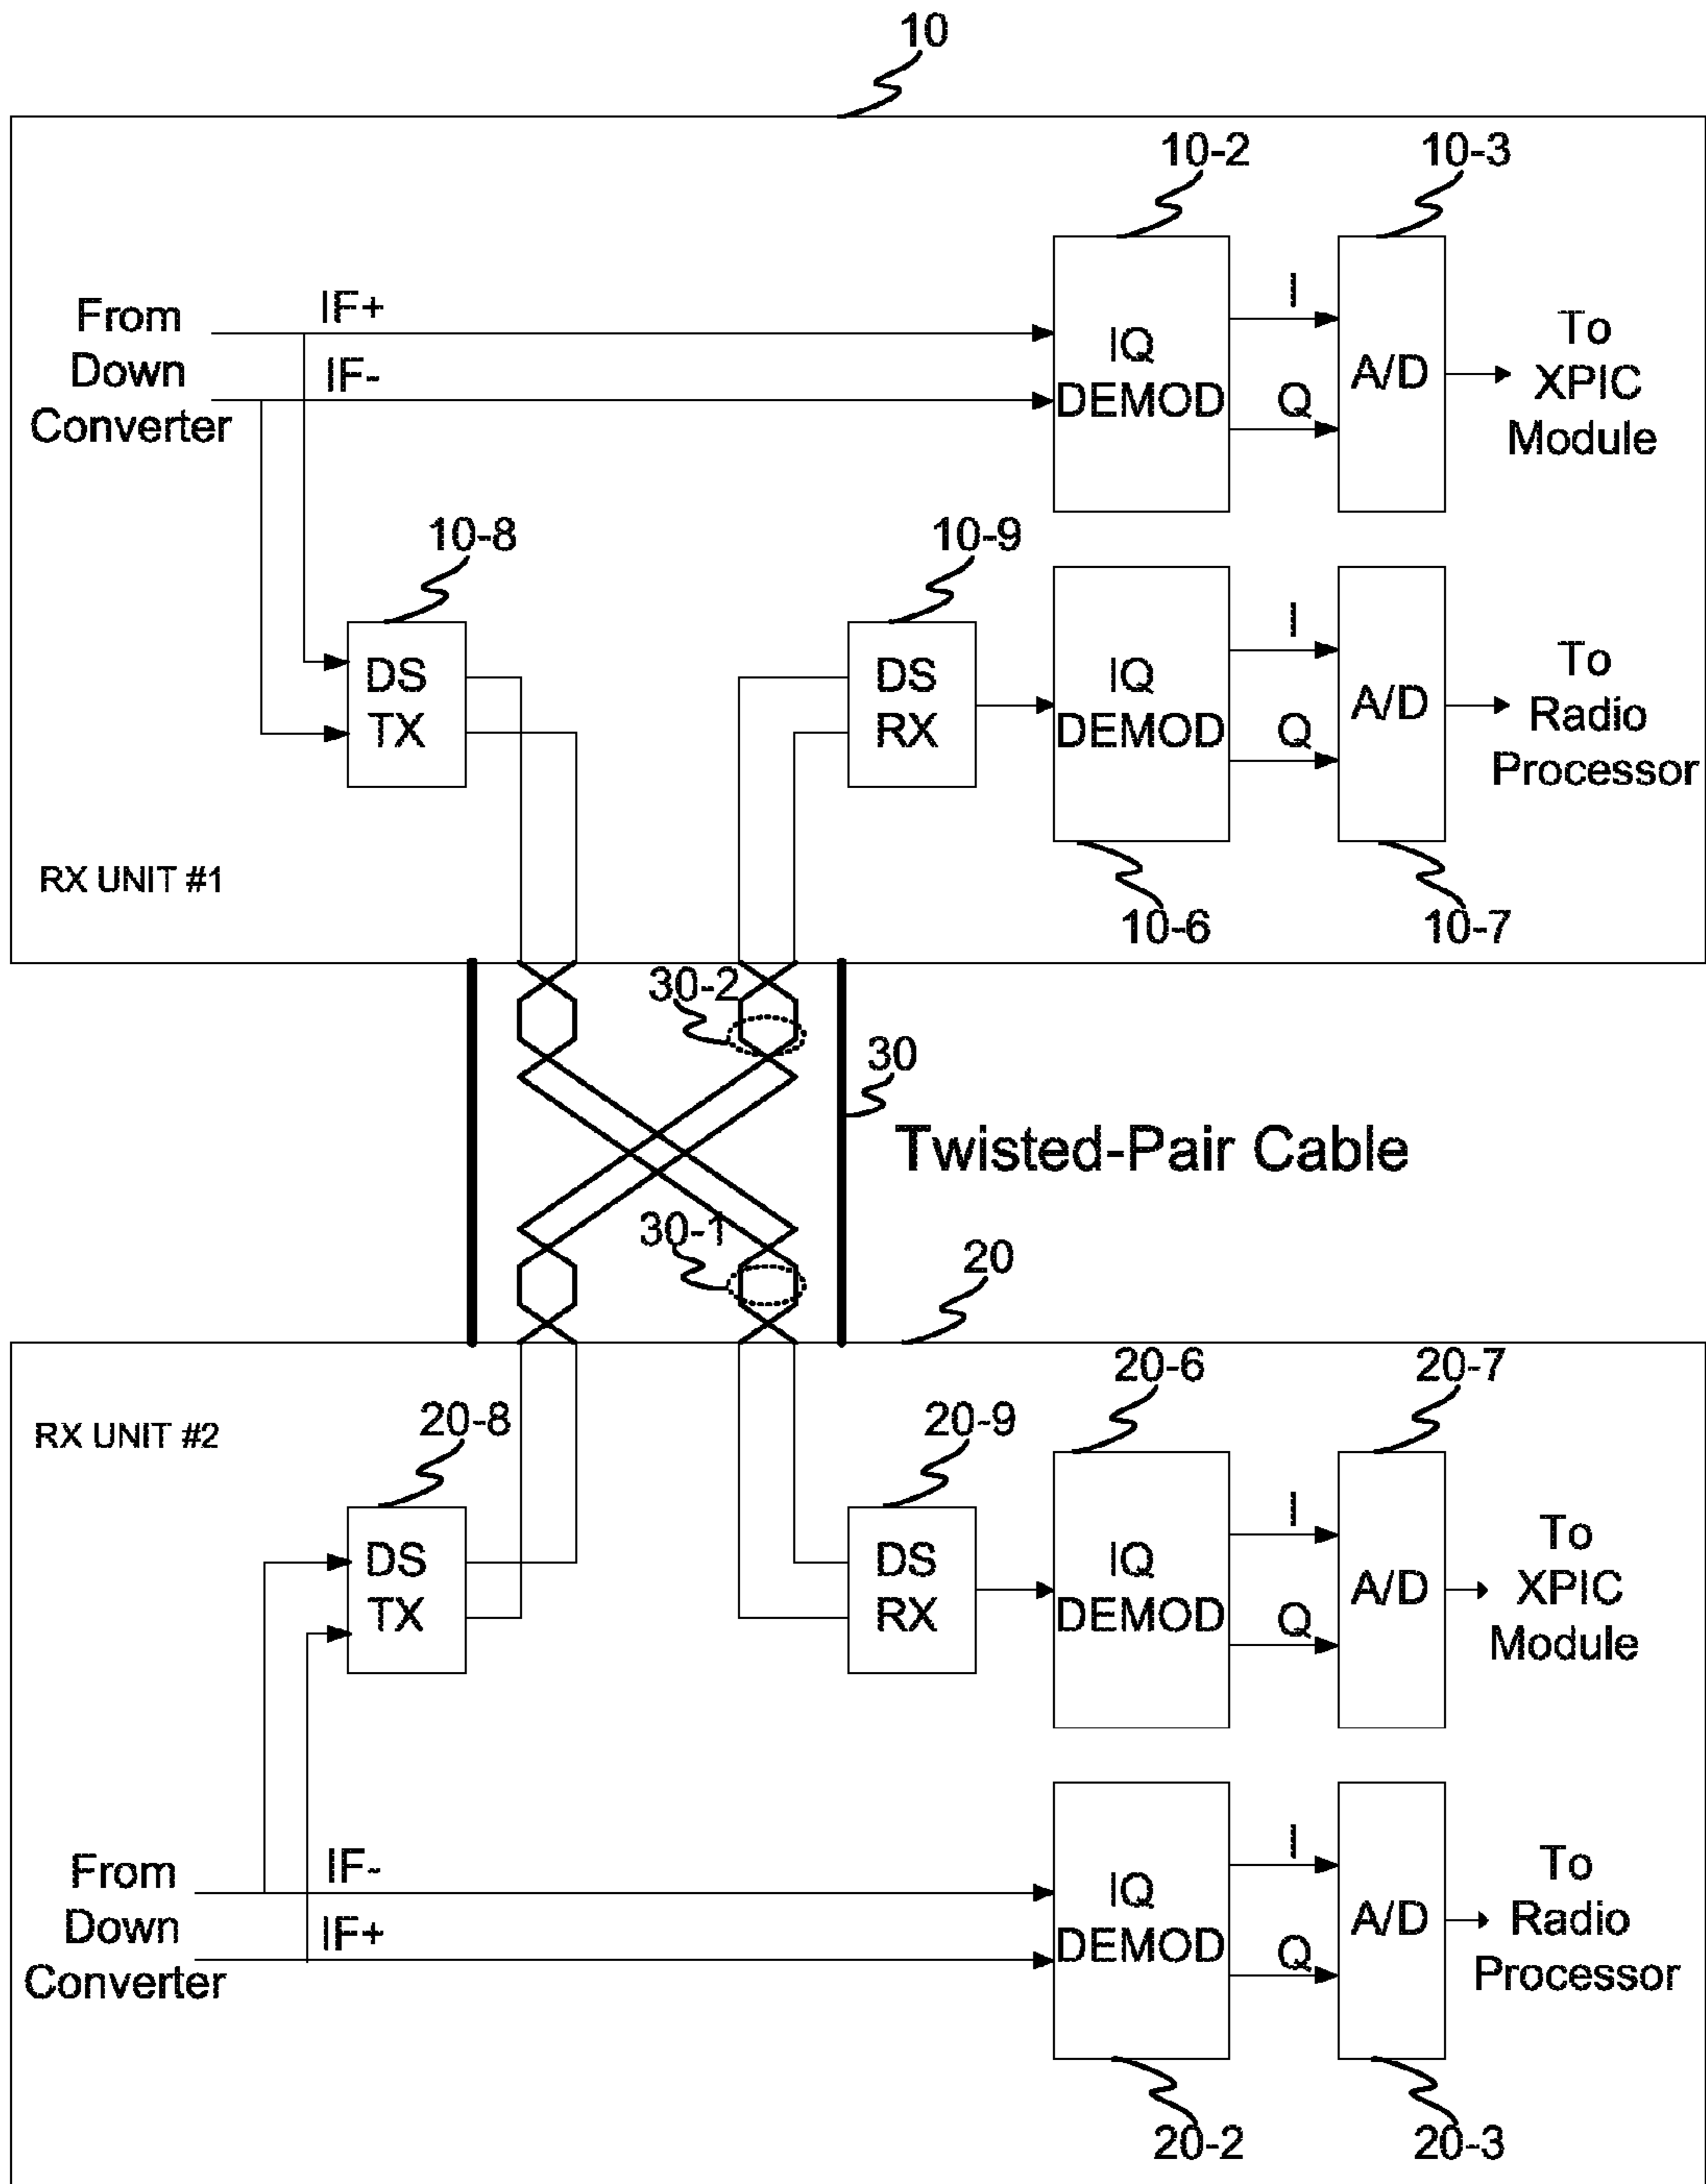 10
10-2
10-3
From
Down
Converter
IF+
IF-
IQ
DEMOD
I
Q
A/D
To
XPIC
Module
10-8
10-9
DS
TX
DS
RX
IQ
DEMOD
I
Q
A/D
To
Radio
Processor
RX UNIT #1
10-6
10-7
30-2
30
Twisted-Pair Cable
30-1
20
20-6
20-7
RX UNIT #2
20-8
20-9
DS
TX
DS
RX
IQ
DEMOD
I
Q
A/D
To
XPIC
Module
From
Down
Converter
IF-
IF+
IQ
DEMOD
I
Q
A/D
To
Radio
Processor
20-2
20-3